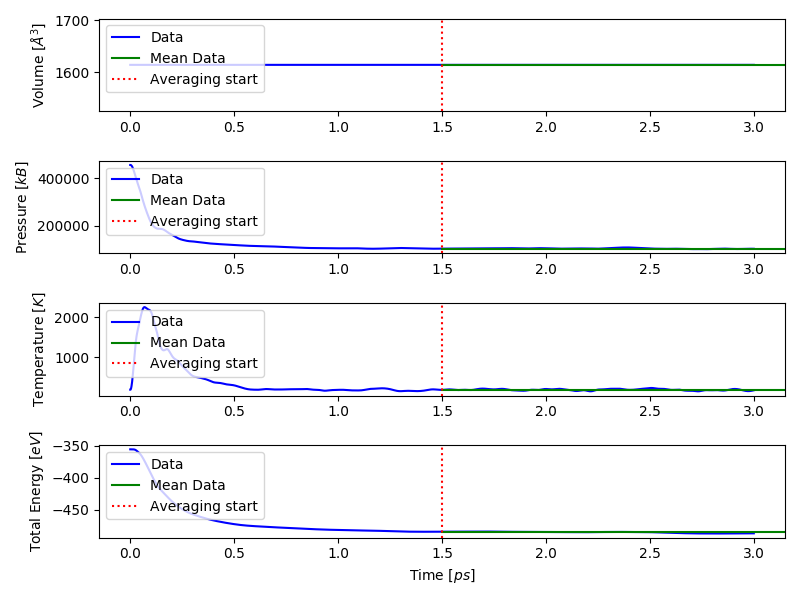 Volume [Å³]
1700
1600
Data
Mean Data
Averaging start
0.0 0.5 1.0 1.5 2.0 2.5 3.0
Pressure [kB]
400000
200000
Data
Mean Data
Averaging start
0.0 0.5 1.0 1.5 2.0 2.5 3.0
Temperature [K]
2000
1000
Data
Mean Data
Averaging start
0.0 0.5 1.0 1.5 2.0 2.5 3.0
Total Energy [eV]
−350
−400
−450
Data
Mean Data
Averaging start
0.0 0.5 1.0 1.5 2.0 2.5 3.0
Time [ps]